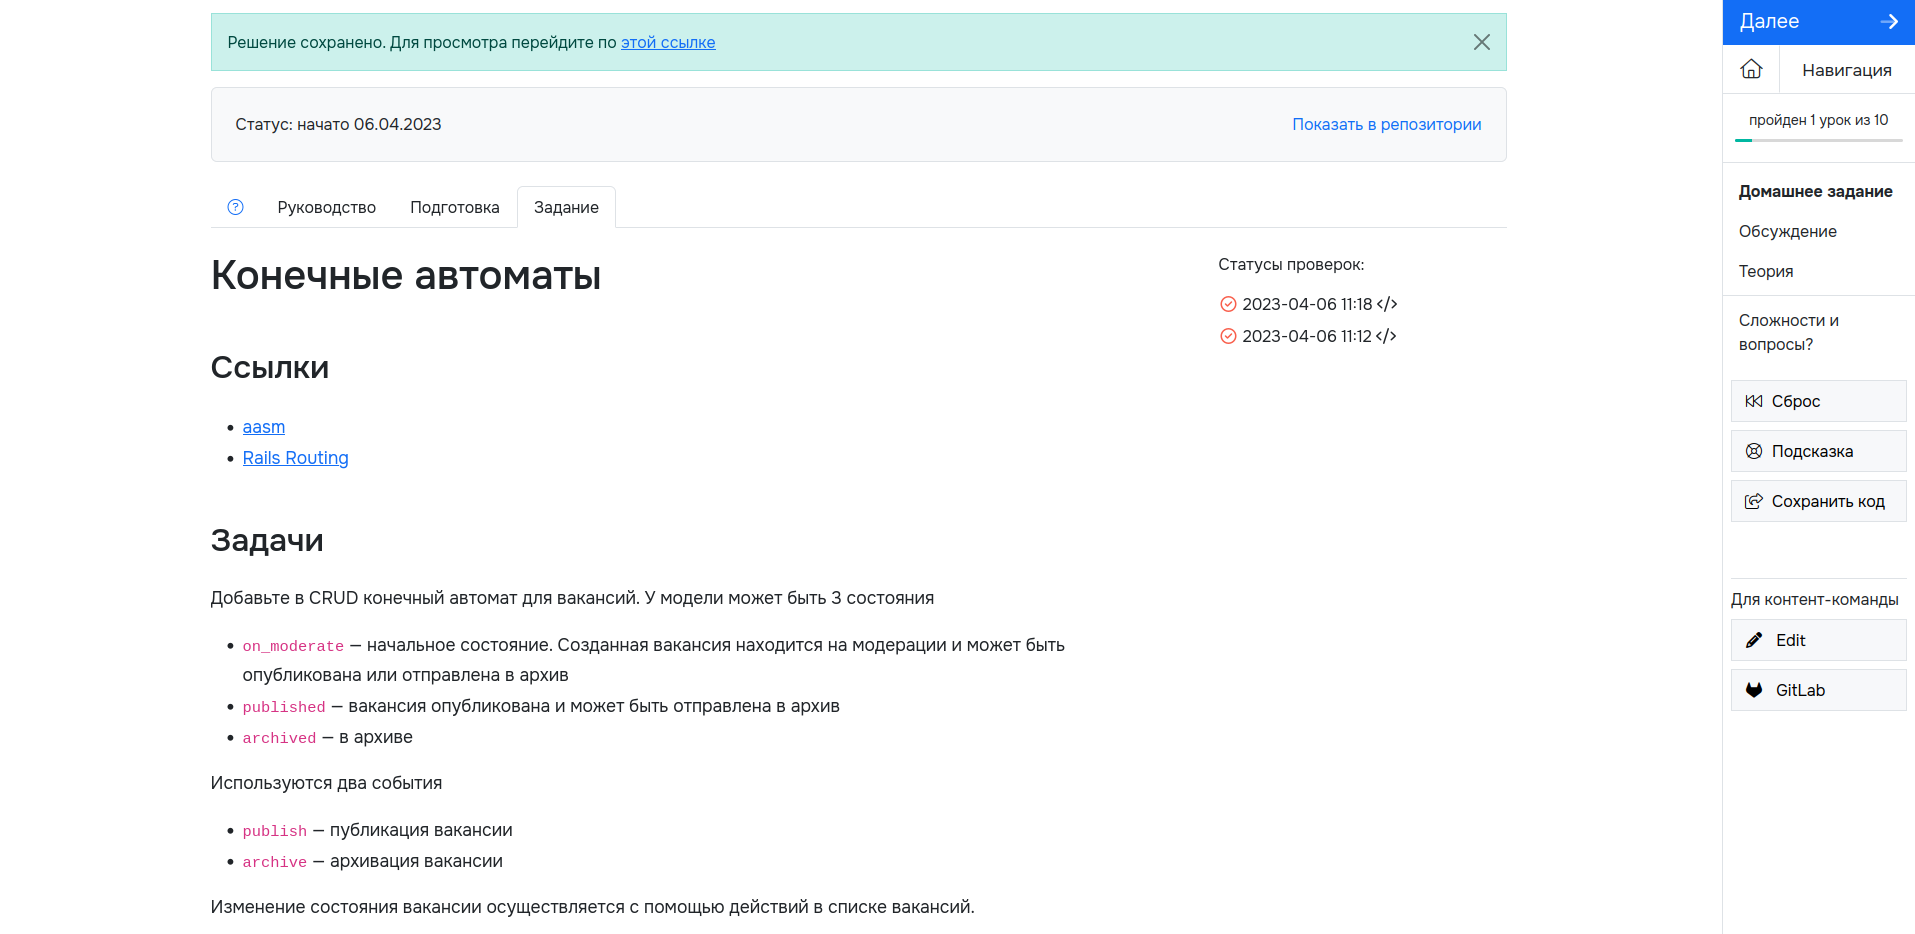 Решение сохранено. Для просмотра перейдите по этой ссылке
Статус: начато 06.04.2023
Показать в репозитории
Руководство
Подготовка
Задание
Конечные автоматы
Ссылки
aasm
Rails Routing
Задачи
Добавьте в CRUD конечный автомат для вакансий. У модели может быть 3 состояния
on_moderate — начальное состояние. Созданная вакансия находится на модерации и может быть
опубликована или отправлена в архив
published — вакансия опубликована и может быть отправлена в архив
archived — в архиве
Используются два события
publish — публикация вакансии
archive — архивация вакансии
Изменение состояния вакансии осуществляется с помощью действий в списке вакансий.
Статусы проверок:
2023-04-06 11:18 </>
2023-04-06 11:12 </>
Далее
Навигация
пройден 1 урок из 10
Домашнее задание
Обсуждение
Теория
Сложности и
вопросы?
Сброс
Подсказка
Сохранить код
Для контент-команды
Edit
GitLab